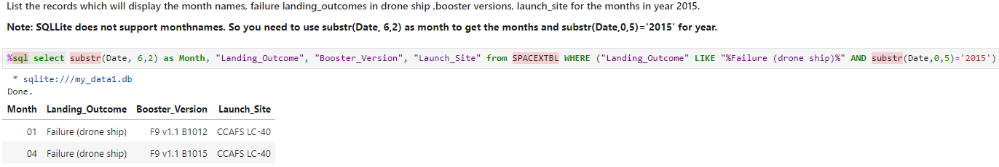 List the records which will display the month names, failure landing_outcomes in drone ship ,booster versions, launch_site for the months in year 2015.
Note: SQLLite does not support monthnames. So you need to use substr(Date, 6,2) as month to get the months and substr(Date,0,5)='2015' for year.
%sql select substr(Date, 6,2) as Month, "Landing_Outcome", "Booster_Version", "Launch_Site" from SPACEXTBL WHERE ("Landing_Outcome" LIKE "%Failure (drone ship)%" AND substr(Date,0,5)='2015')
* sqlite:///my_data1.db
Done.
Month Landing_Outcome Booster_Version Launch_Site
01 Failure (drone ship) F9 v1.1 B1012 CCAFS LC-40
04 Failure (drone ship) F9 v1.1 B1015 CCAFS LC-40